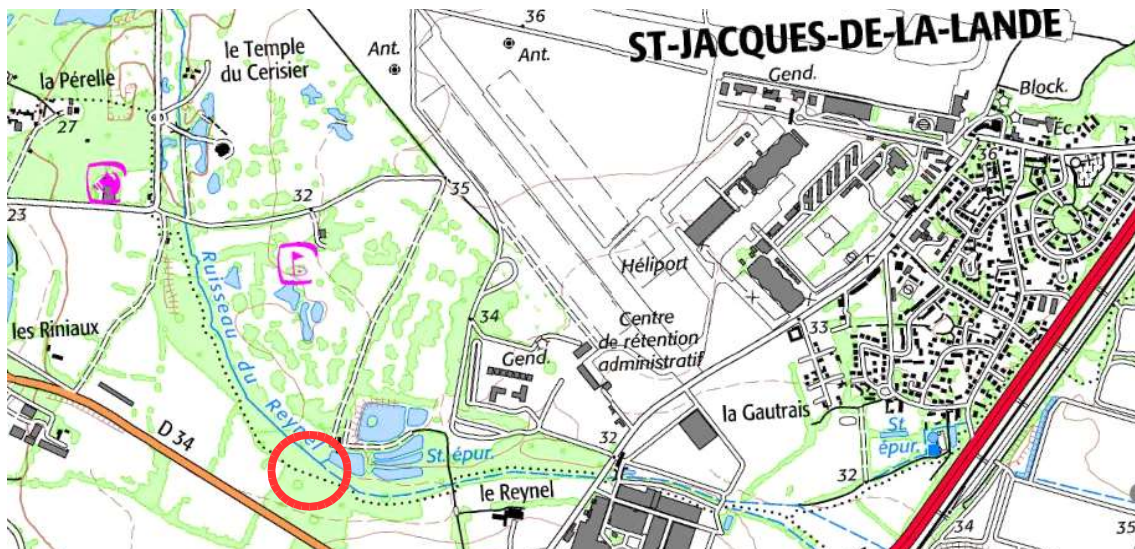 36
ST-JACQUES-DE-LA-LANDE
le Temple
du Cerisier
Ant.
Ant.
Gend.
la Pérelle
Block.
27
Éc.
36
32
35
23
Ruisseau du Reynel
Héliport
les Riniaux
34
Centre
de rétention
administratif
33
Gend.
la Gautrais
D 34
St.
épur.
32
St. épur.
32
le Reynel
34
35